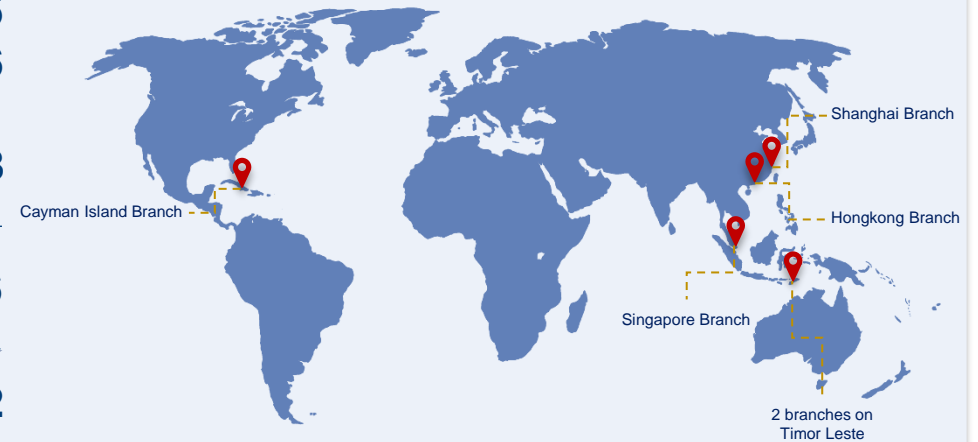 Shanghai Branch
Cayman Island Branch
Hongkong Branch
Singapore Branch
2 branches on
Timor Leste